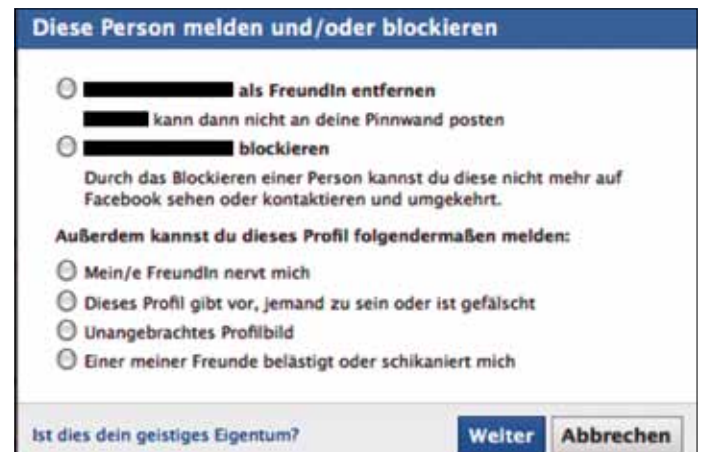 Diese Person melden und/oder blockieren
als FreundIn entfernen
kann dann nicht an deine Pinnwand posten
blockieren
Durch das Blockieren einer Person kannst du diese nicht mehr auf
Facebook sehen oder kontaktieren und umgekehrt.
Außerdem kannst du dieses Profil folgendermaßen melden:
Mein/e FreundIn nervt mich
Dieses Profil gibt vor, jemand zu sein oder ist gefälscht
Unangebrachtes Profilbild
Einer meiner Freunde belästigt oder schikaniert mich
Ist dies dein geistiges Eigentum?
Weiter
Abbrechen